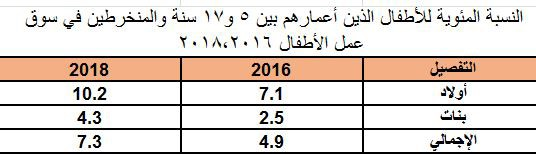 النسبة المئوية للأطفال الذين أعمارهم بين ٥ و١٧ سنة والمنخرطين في سوق
عمل الأطفال ٢٠١٨،٢٠١٦
التفصيل 2016 2018
أولاد 7.1 10.2
بنات 2.5 4.3
الإجمالي 4.9 7.3